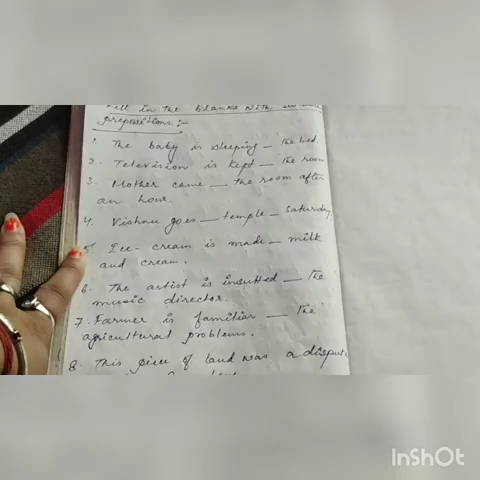 Fill in the blanks with
prepositions :-
1. The baby is sleeping _ the bed.
2. Television is kept _ the room.
3. Mother came _ the room after
an hour.
4. Vishnu goes _ temple _ Saturday.
5. Ice-cream is made _ milk
and cream.
6. The artist is insulted _ the
music director.
7. Farmer is familiar _ the
agricultural problems.
8. This piece of land was a disput
InShOt